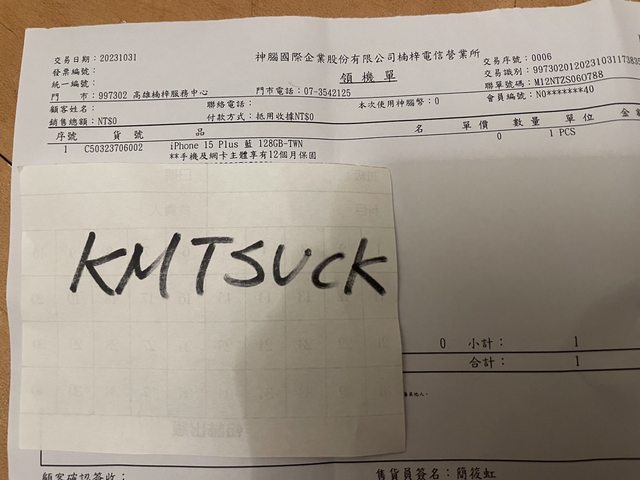 神腦國際企業股份有限公司楠梓電信營業所
領機單
交易日期：20231031
交易序號：0006
發票編號：
交易識別：9973020120231031173835
統一編號：
聯單號碼：M12NTZS060788
門 市：997302 高雄楠梓服務中心 門市電話：07-3542125
會員編號：N0*******40
顧客姓名： 聯絡電話： 本次使用神腦幣：0
銷售總額：NT$0 付款方式：抵用收據NT$0
序號 貨 號 品 名 單 價 數 量 單 位 金
1 C50323706002 iPhone 15 Plus 藍 128GB-TWN 0 1 PCS
**手機及網卡主體享有12個月保固
KMTSUCK
0 小計： 1
合計： 1
顧客確認簽收： 售貨員簽名：簡筱虹